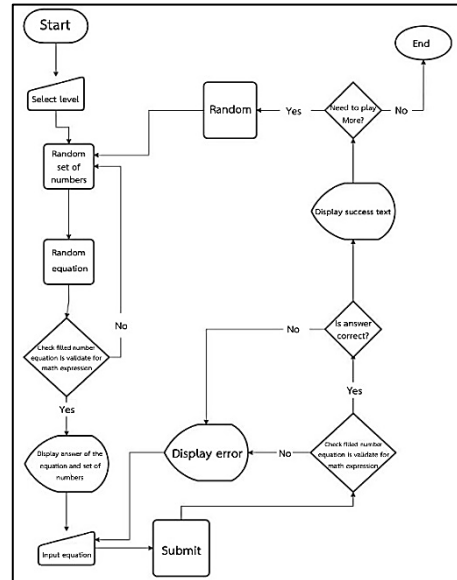 Start
End
Select level
Random
Yes
Need to play
More?
No
Random
set of
numbers
Display success text
Random
equation
No
No
Is answer
correct?
Check filled number
equation is validate for
math expression
Yes
Yes
Display answer of the
equation and set of
numbers
Display error
No
Check filled number
equation is validate for
math expression
Input equation
Submit